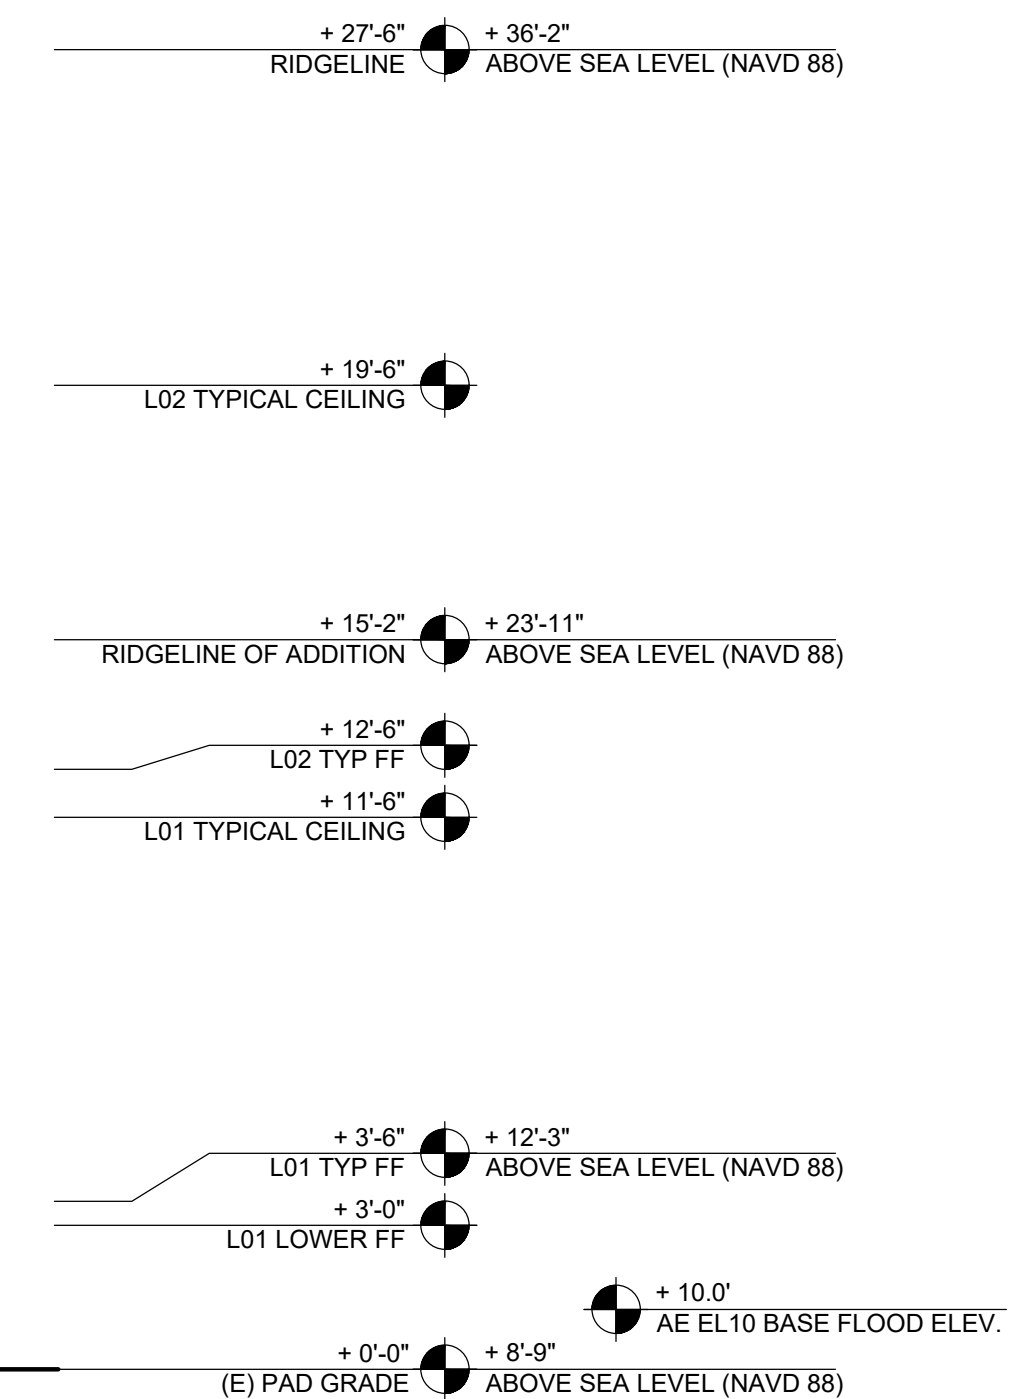 + 27'-6" + 36'-2"
RIDGELINE ABOVE SEA LEVEL (NAVD 88)
+ 19'-6"
L02 TYPICAL CEILING
+ 15'-2" + 23'-11"
RIDGELINE OF ADDITION ABOVE SEA LEVEL (NAVD 88)
+ 12'-6"
L02 TYP FF
+ 11'-6"
L01 TYPICAL CEILING
+ 3'-6" + 12'-3"
L01 TYP FF ABOVE SEA LEVEL (NAVD 88)
+ 3'-0"
L01 LOWER FF
+ 10.0'
AE EL10 BASE FLOOD ELEV.
+ 0'-0" + 8'-9"
(E) PAD GRADE ABOVE SEA LEVEL (NAVD 88)